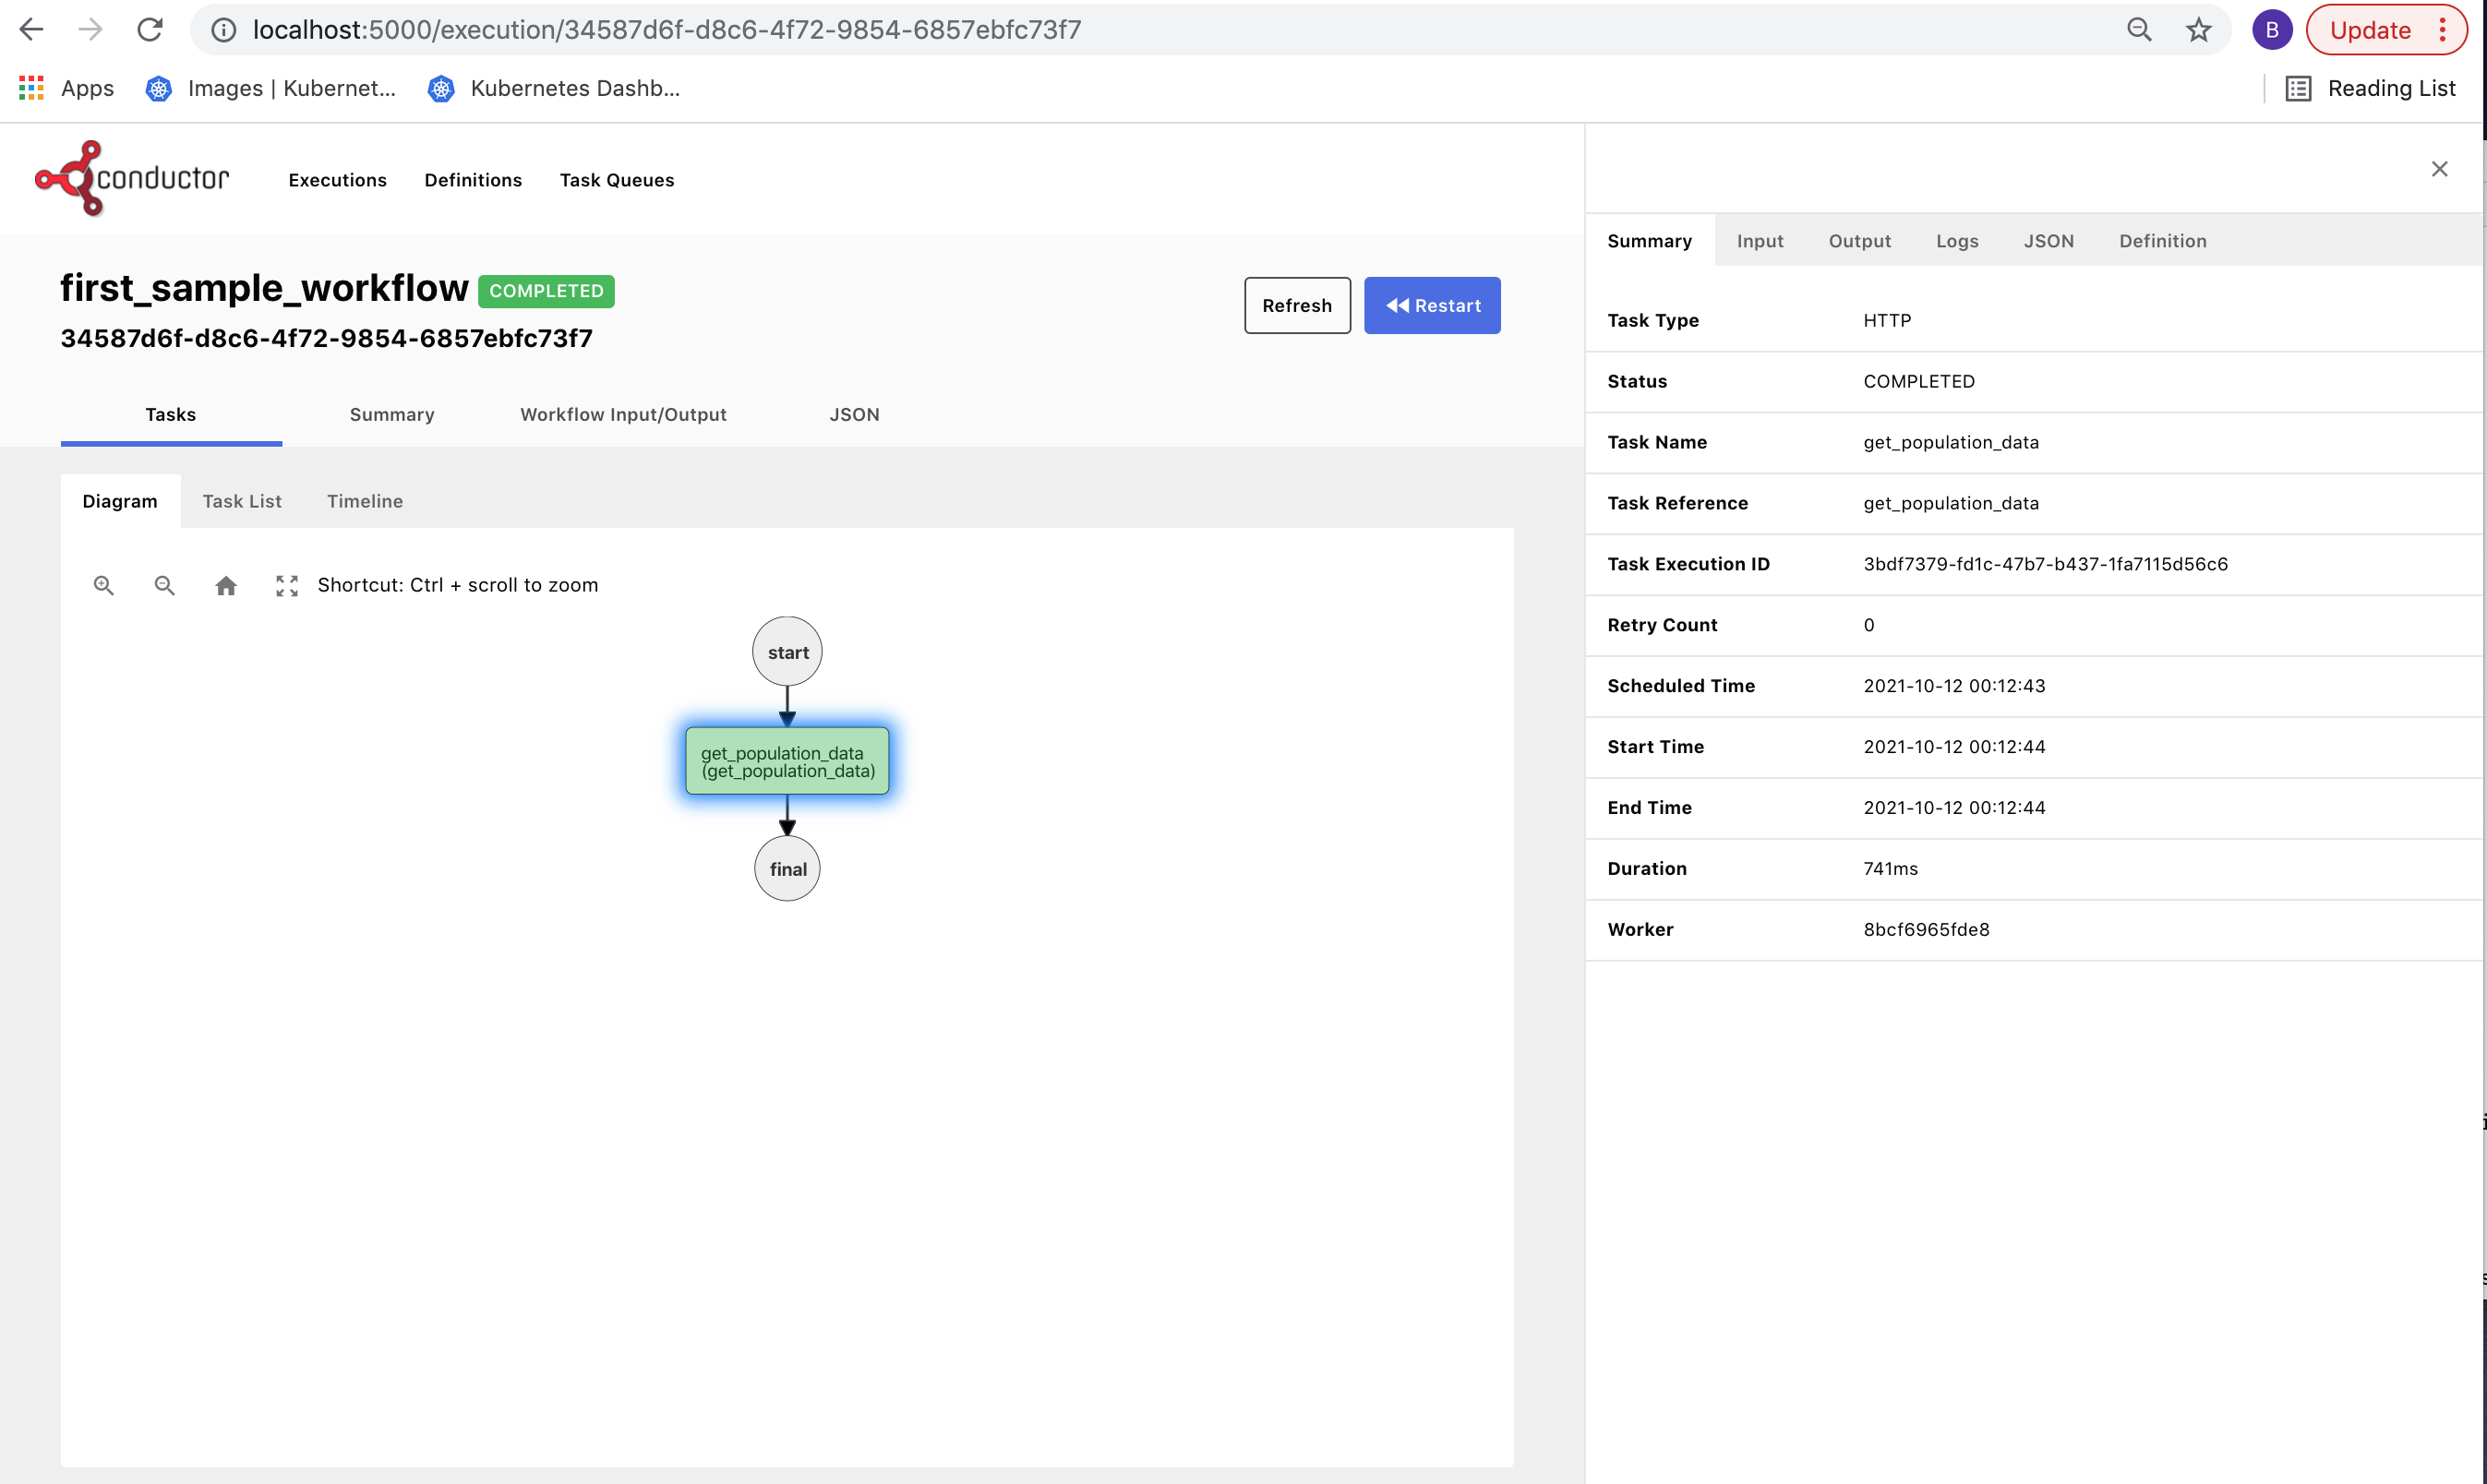 localhost:5000/execution/34587d6f-d8c6-4f72-9854-6857ebfc73f7
B
Update
Apps
Images | Kubernet...
Kubernetes Dashb...
Reading List
conductor
Executions
Definitions
Task Queues
first_sample_workflow
COMPLETED
34587d6f-d8c6-4f72-9854-6857ebfc73f7
Refresh
Restart
Tasks
Summary
Workflow Input/Output
JSON
Diagram
Task List
Timeline
Shortcut: Ctrl + scroll to zoom
start
get_population_data
(get_population_data)
final
Summary
Input
Output
Logs
JSON
Definition
Task Type HTTP
Status COMPLETED
Task Name get_population_data
Task Reference get_population_data
Task Execution ID 3bdf7379-fd1c-47b7-b437-1fa7115d56c6
Retry Count 0
Scheduled Time 2021-10-12 00:12:43
Start Time 2021-10-12 00:12:44
End Time 2021-10-12 00:12:44
Duration 741ms
Worker 8bcf6965fde8